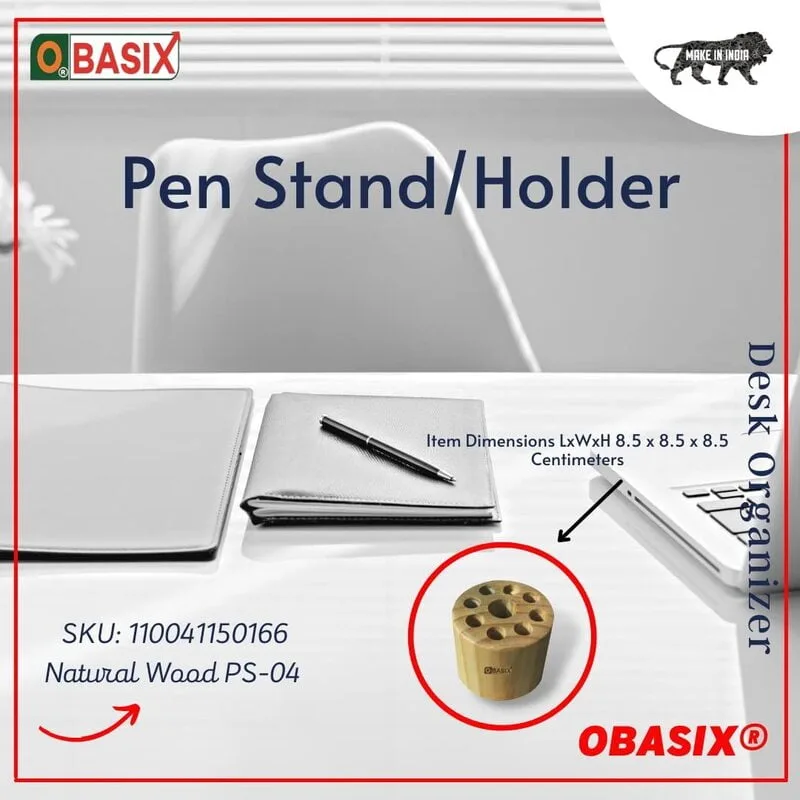 OBASIX
MAKE IN INDIA
Pen Stand/Holder
Desk Organizer
Item Dimensions LxWxH 8.5 x 8.5 x 8.5
Centimeters
OBASIX
SKU: 110041150166
Natural Wood PS-04
OBASIX®